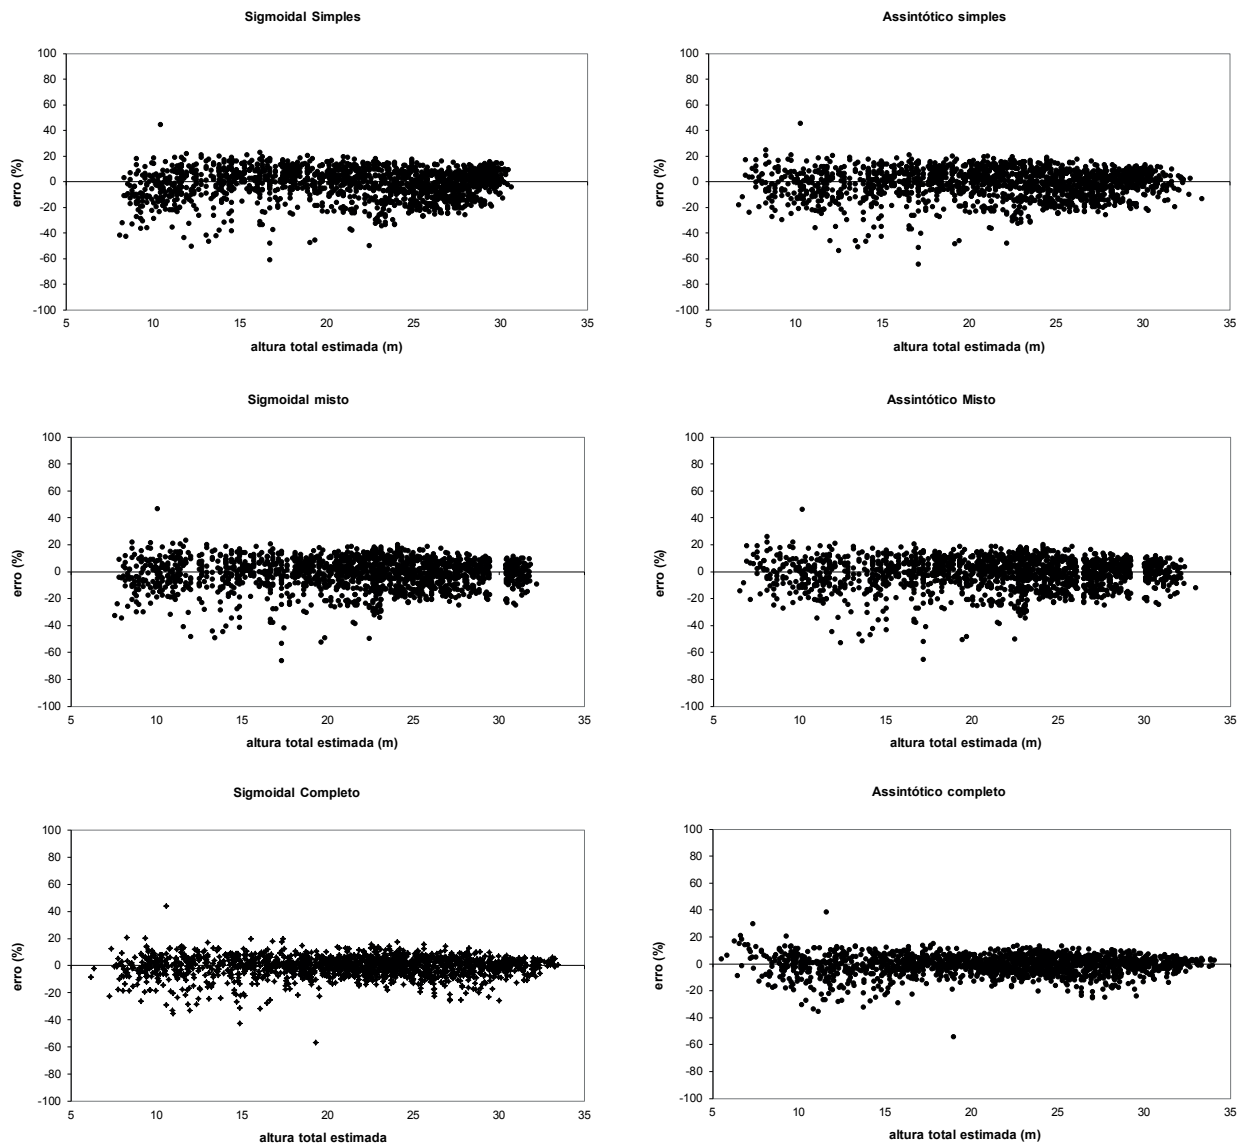 Sigmoidal Simples
100
80
60
40
20
0
-20
-40
-60
-80
-100
5 10 15 20 25 30 35
erro (%)
altura total estimada (m)
Assintótico simples
100
80
60
40
20
0
-20
-40
-60
-80
-100
5 10 15 20 25 30 35
erro (%)
altura total estimada (m)
Sigmoidal misto
100
80
60
40
20
0
-20
-40
-60
-80
-100
5 10 15 20 25 30 35
erro (%)
altura total estimada (m)
Assintótico Misto
100
80
60
40
20
0
-20
-40
-60
-80
-100
5 10 15 20 25 30 35
erro (%)
altura total estimada (m)
Sigmoidal Completo
100
80
60
40
20
0
-20
-40
-60
-80
-100
5 10 15 20 25 30 35
erro (%)
altura total estimada
Assintótico completo
100
80
60
40
20
0
-20
-40
-60
-80
-100
5 10 15 20 25 30 35
erro (%)
altura total estimada (m)